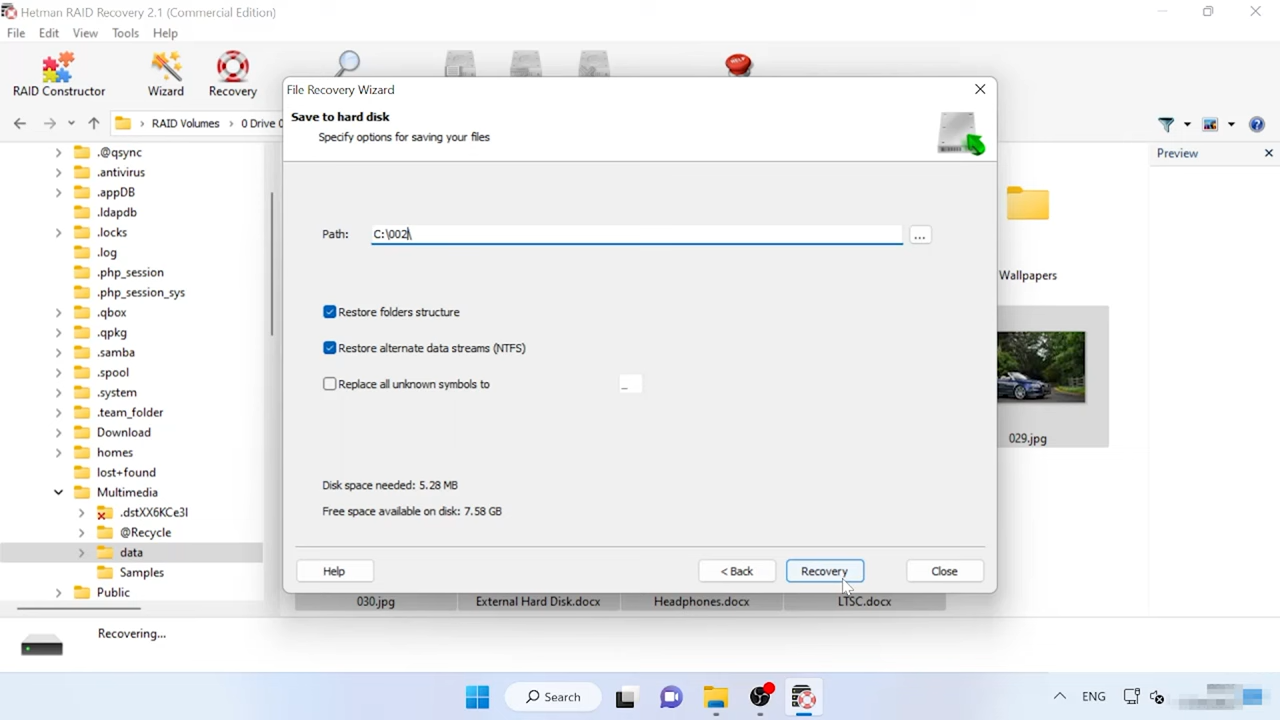 Hetman RAID Recovery 2.1 (Commercial Edition)
File Edit View Tools Help
RAID Constructor
Wizard
Recovery
HELP
RAID Volumes > 0 Drive 0
Preview
.@qsync
.antivirus
.appDB
.ldapdb
.locks
.log
.php_session
.php_session_sys
.qbox
.qpkg
.samba
.spool
.system
.team_folder
Download
homes
lost+found
Multimedia
.dstXX6KCe3I
@Recycle
data
Samples
Public
File Recovery Wizard
Save to hard disk
Specify options for saving your files
Path: C:\002\
...
Restore folders structure
Restore alternate data streams (NTFS)
Replace all unknown symbols to _
Disk space needed: 5.28 MB
Free space available on disk: 7.58 GB
Help
< Back
Recovery
Close
Wallpapers
029.jpg
030.jpg
External Hard Disk.docx
Headphones.docx
LTSC.docx
Recovering...
Search
ENG